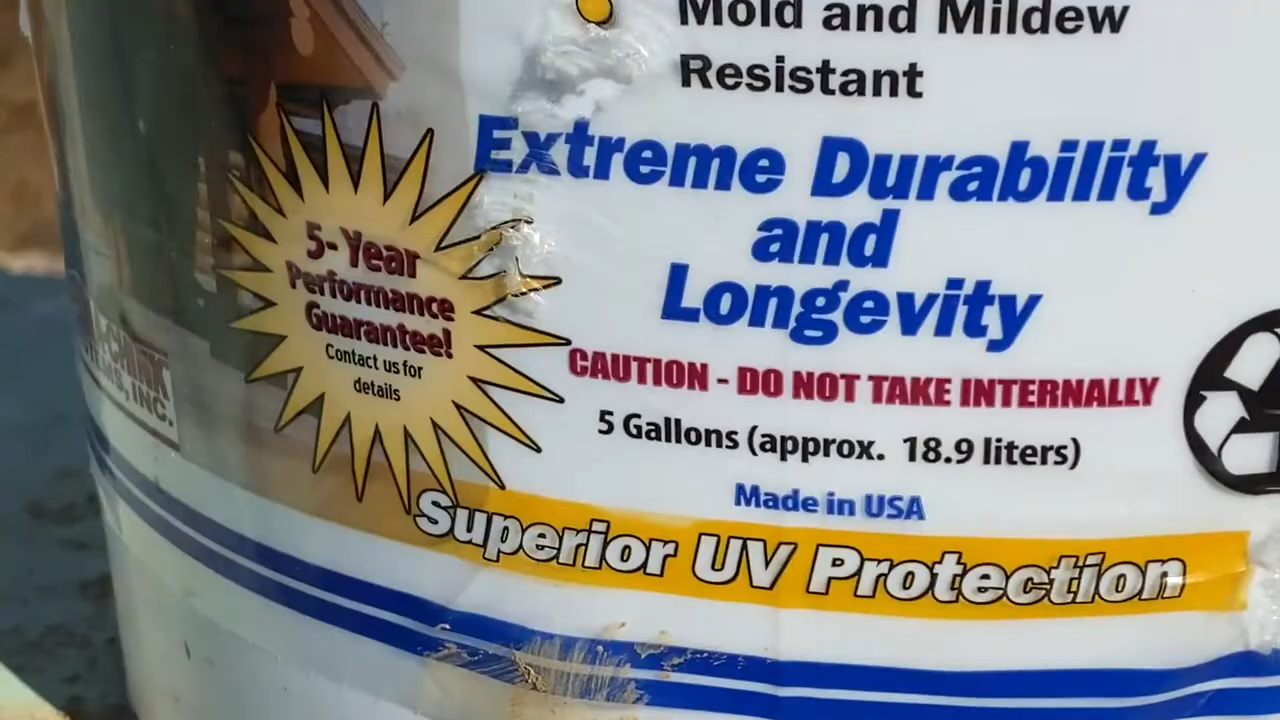 Mold and Mildew
Resistant
Extreme Durability
and
Longevity
5-Year
Performance
Guarantee!
Contact us for
details
CAUTION - DO NOT TAKE INTERNALLY
5 Gallons (approx. 18.9 liters)
Made in USA
Superior UV Protection
INC.